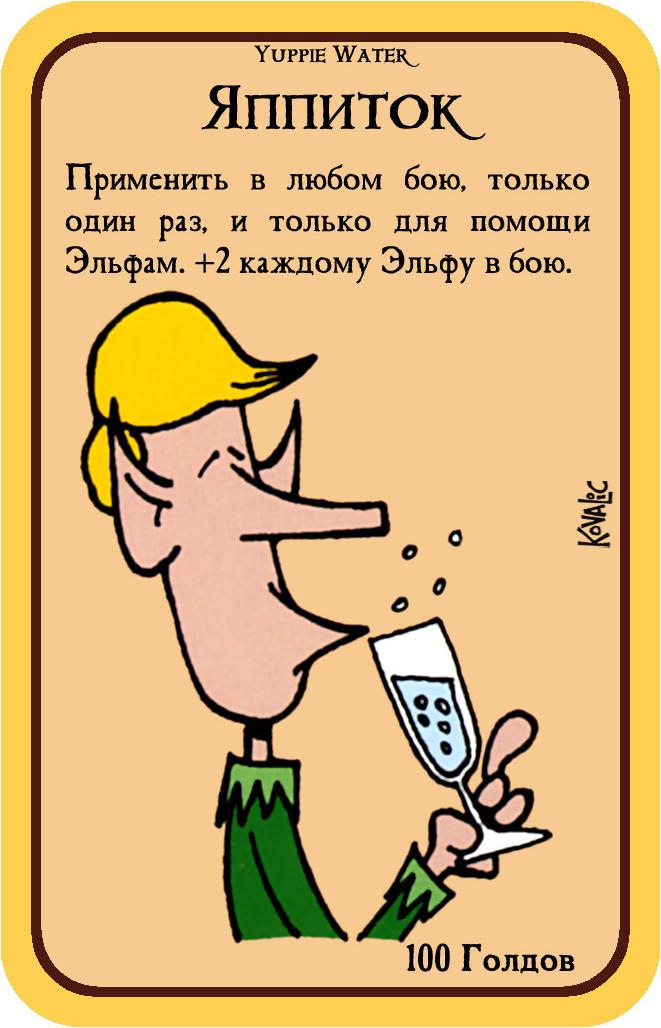 Yuppie Water
Яппиток
Применить в любом бою, только
один раз, и только для помощи
Эльфам. +2 каждому Эльфу в бою.
Kovalic
100 Голдов